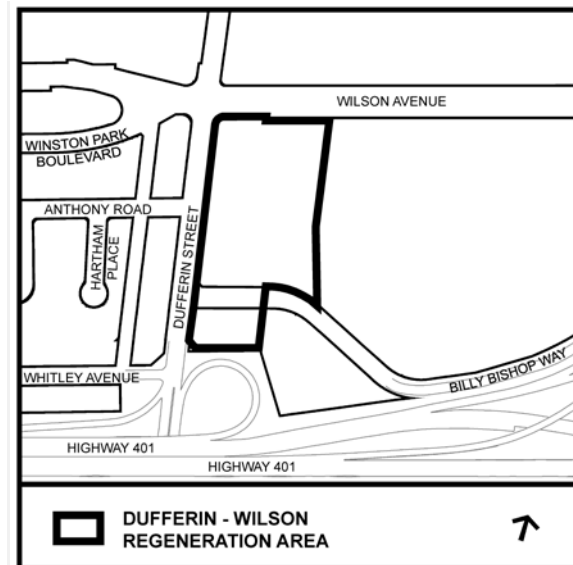 WILSON AVENUE
WINSTON PARK
BOULEVARD
ANTHONY ROAD
HARTHAM
PLACE
DUFFERIN STREET
WHITLEY AVENUE
BILLY BISHOP WAY
HIGHWAY 401
HIGHWAY 401
DUFFERIN - WILSON
REGENERATION AREA